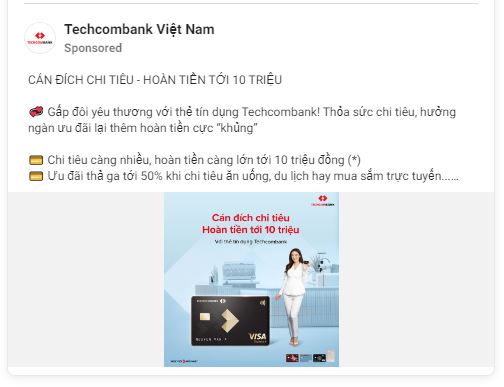 Techcombank Việt Nam
TECHCOMBANK
Sponsored
CÁN ĐÍCH CHI TIÊU - HOÀN TIỀN TỚI 10 TRIỆU
Gấp đôi yêu thương với thẻ tín dụng Techcombank! Thỏa sức chi tiêu, hưởng
ngàn ưu đãi lại thêm hoàn tiền cực “khủng”
Chi tiêu càng nhiều, hoàn tiền càng lớn tới 10 triệu đồng (*)
Ưu đãi thả ga tới 50% khi chi tiêu ăn uống, du lịch hay mua sắm trực tuyến......
TECHCOMBANK
Cán đích chi tiêu
Hoàn tiền tới 10 triệu
Với thẻ tín dụng Techcombank
TECHCOMBANK
VISA
NGUYEN VAN A